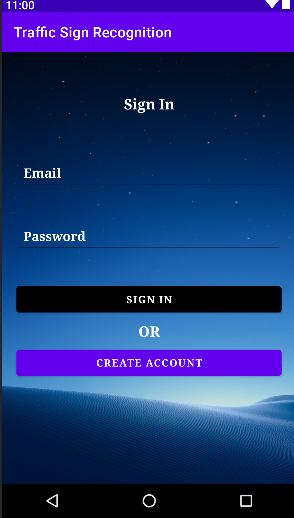 11:00
Traffic Sign Recognition
Sign In
Email
Password
SIGN IN
OR
CREATE ACCOUNT